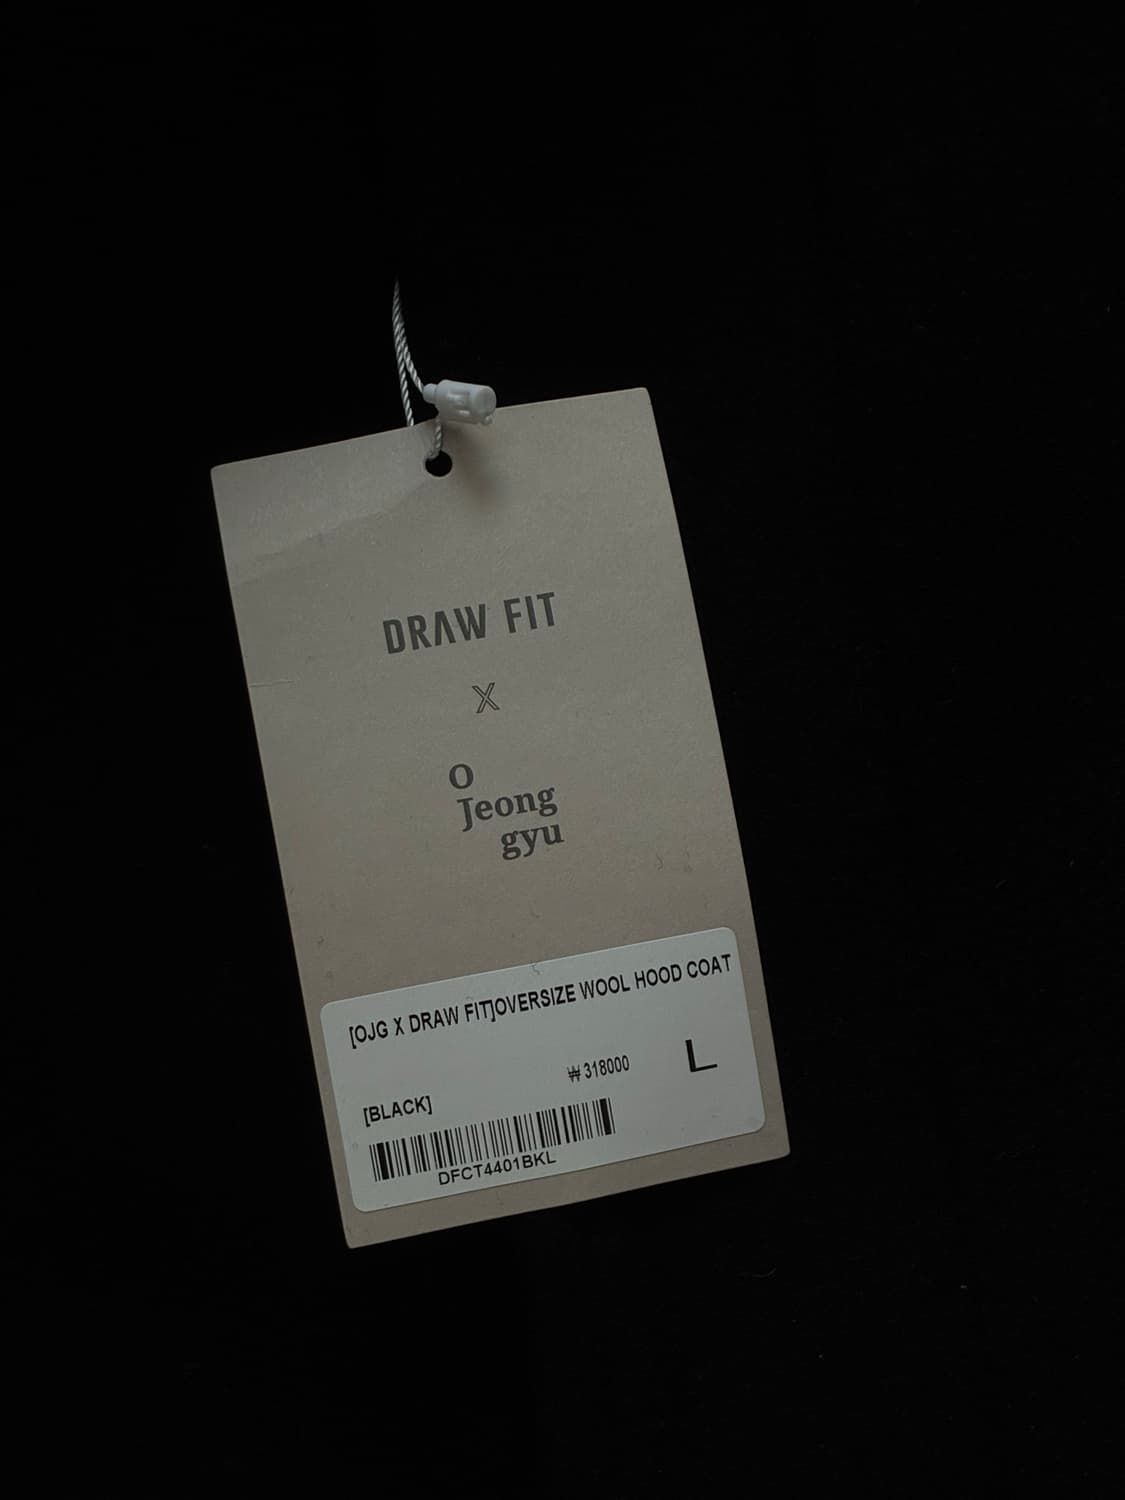 DRAW FIT
X
O
Jeong
gyu
[OJG X DRAW FIT]OVERSIZE WOOL HOOD COAT
₩318000
L
[BLACK]
DFCT4401BKL